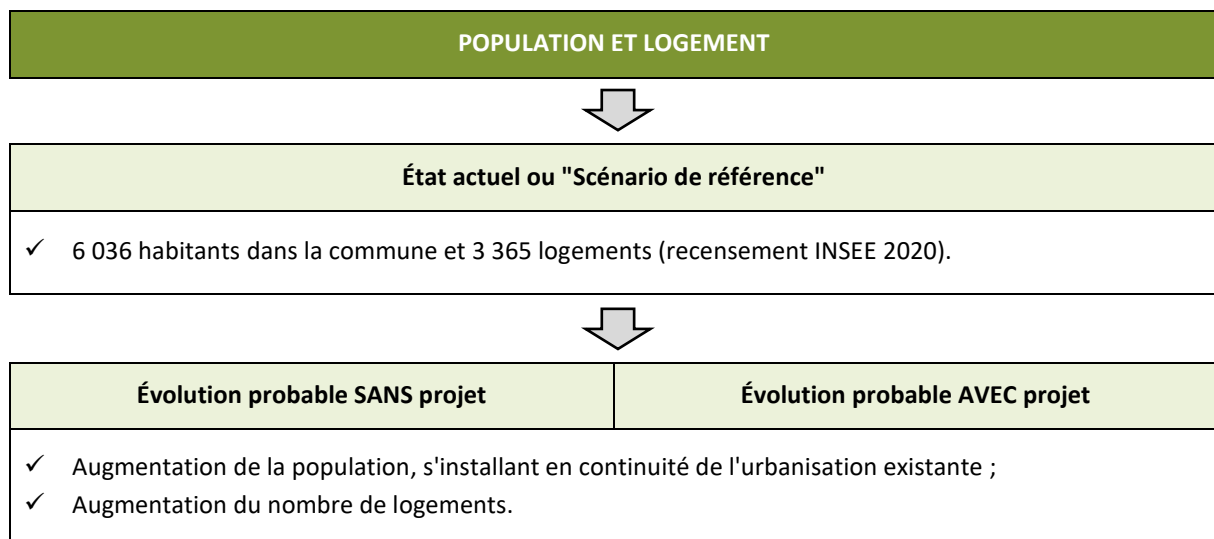 POPULATION ET LOGEMENT
État actuel ou "Scénario de référence"
✓ 6 036 habitants dans la commune et 3 365 logements (recensement INSEE 2020).
Évolution probable SANS projet
Évolution probable AVEC projet
✓ Augmentation de la population, s'installant en continuité de l'urbanisation existante ;
✓ Augmentation du nombre de logements.